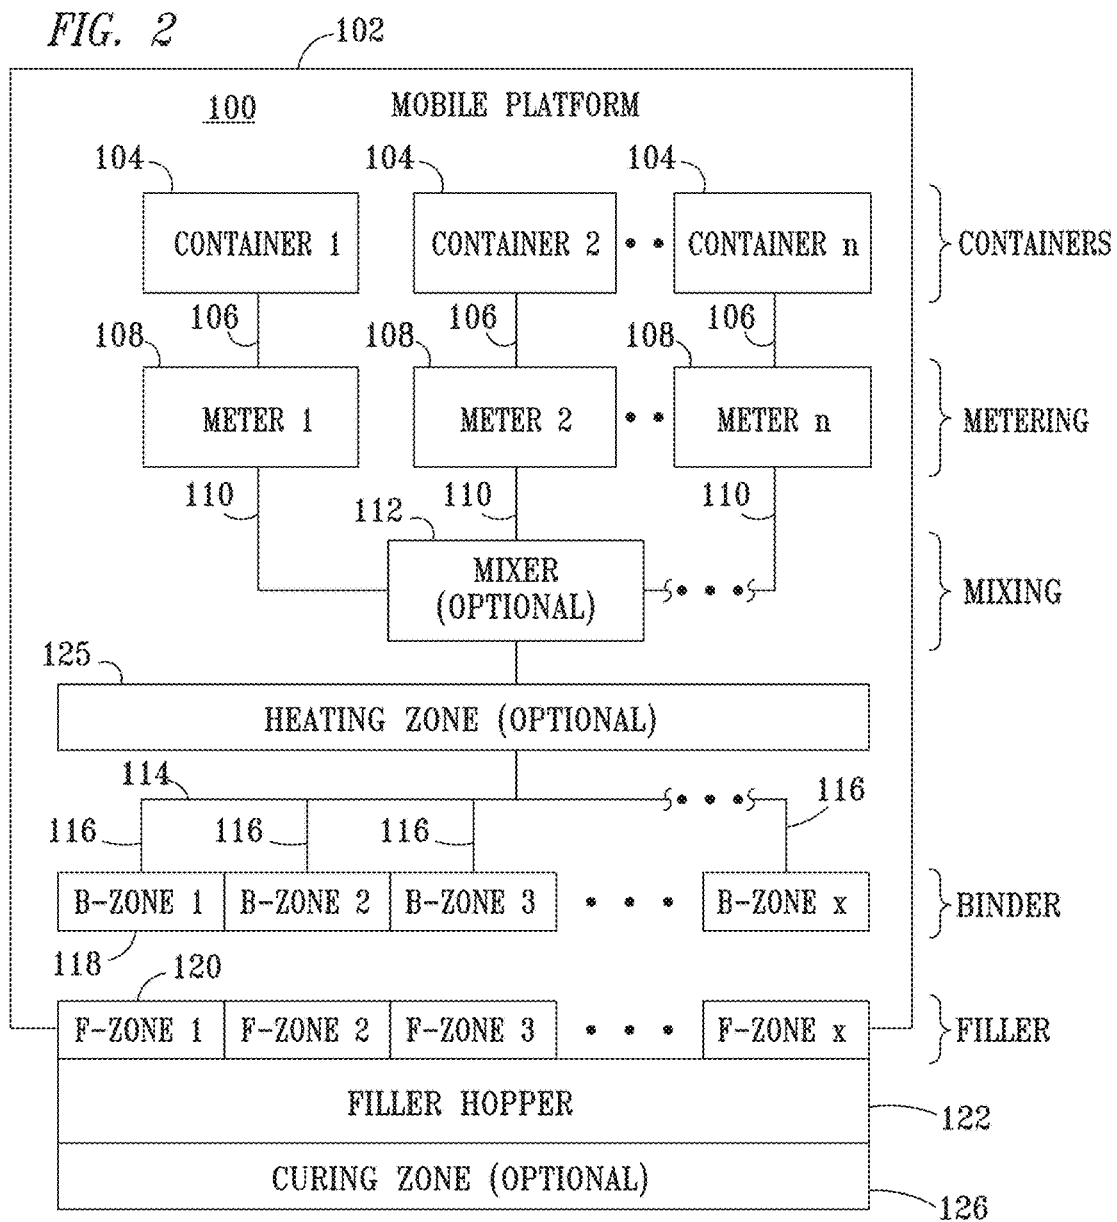 FIG. 2
102
100
MOBILE PLATFORM
104
104
104
CONTAINER 1
CONTAINER 2
CONTAINER n
CONTAINERS
106
106
106
108
108
108
METER 1
METER 2
METER n
METERING
110
110
110
112
MIXER
(OPTIONAL)
MIXING
125
HEATING ZONE (OPTIONAL)
114
116
116
116
116
B-ZONE 1
B-ZONE 2
B-ZONE 3
B-ZONE x
BINDER
118
120
F-ZONE 1
F-ZONE 2
F-ZONE 3
F-ZONE x
FILLER
FILLER HOPPER
122
CURING ZONE (OPTIONAL)
126